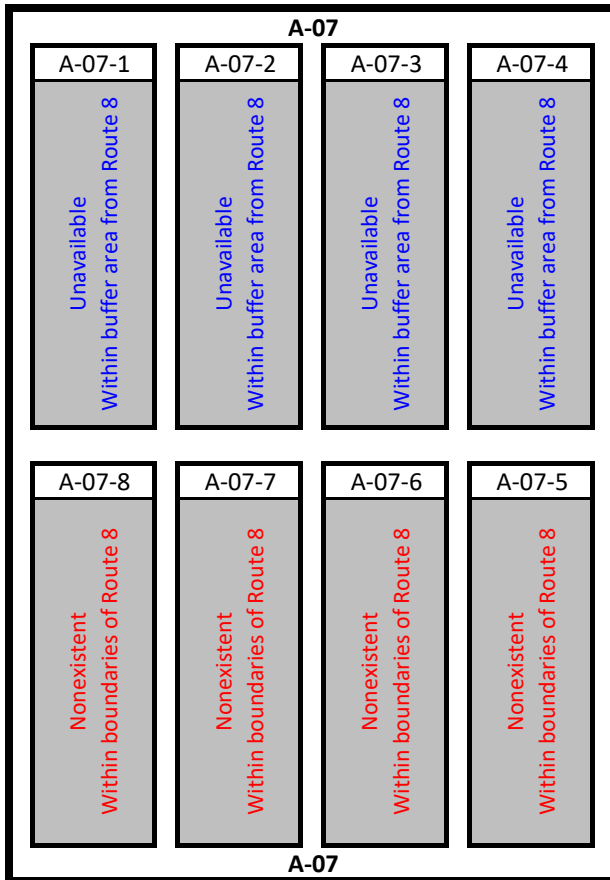 A-07
A-07-1
A-07-2
A-07-3
A-07-4
Unavailable
Within buffer area from Route 8
Unavailable
Within buffer area from Route 8
Unavailable
Within buffer area from Route 8
Unavailable
Within buffer area from Route 8
A-07-8
A-07-7
A-07-6
A-07-5
Nonexistent
Within boundaries of Route 8
Nonexistent
Within boundaries of Route 8
Nonexistent
Within boundaries of Route 8
Nonexistent
Within boundaries of Route 8
A-07